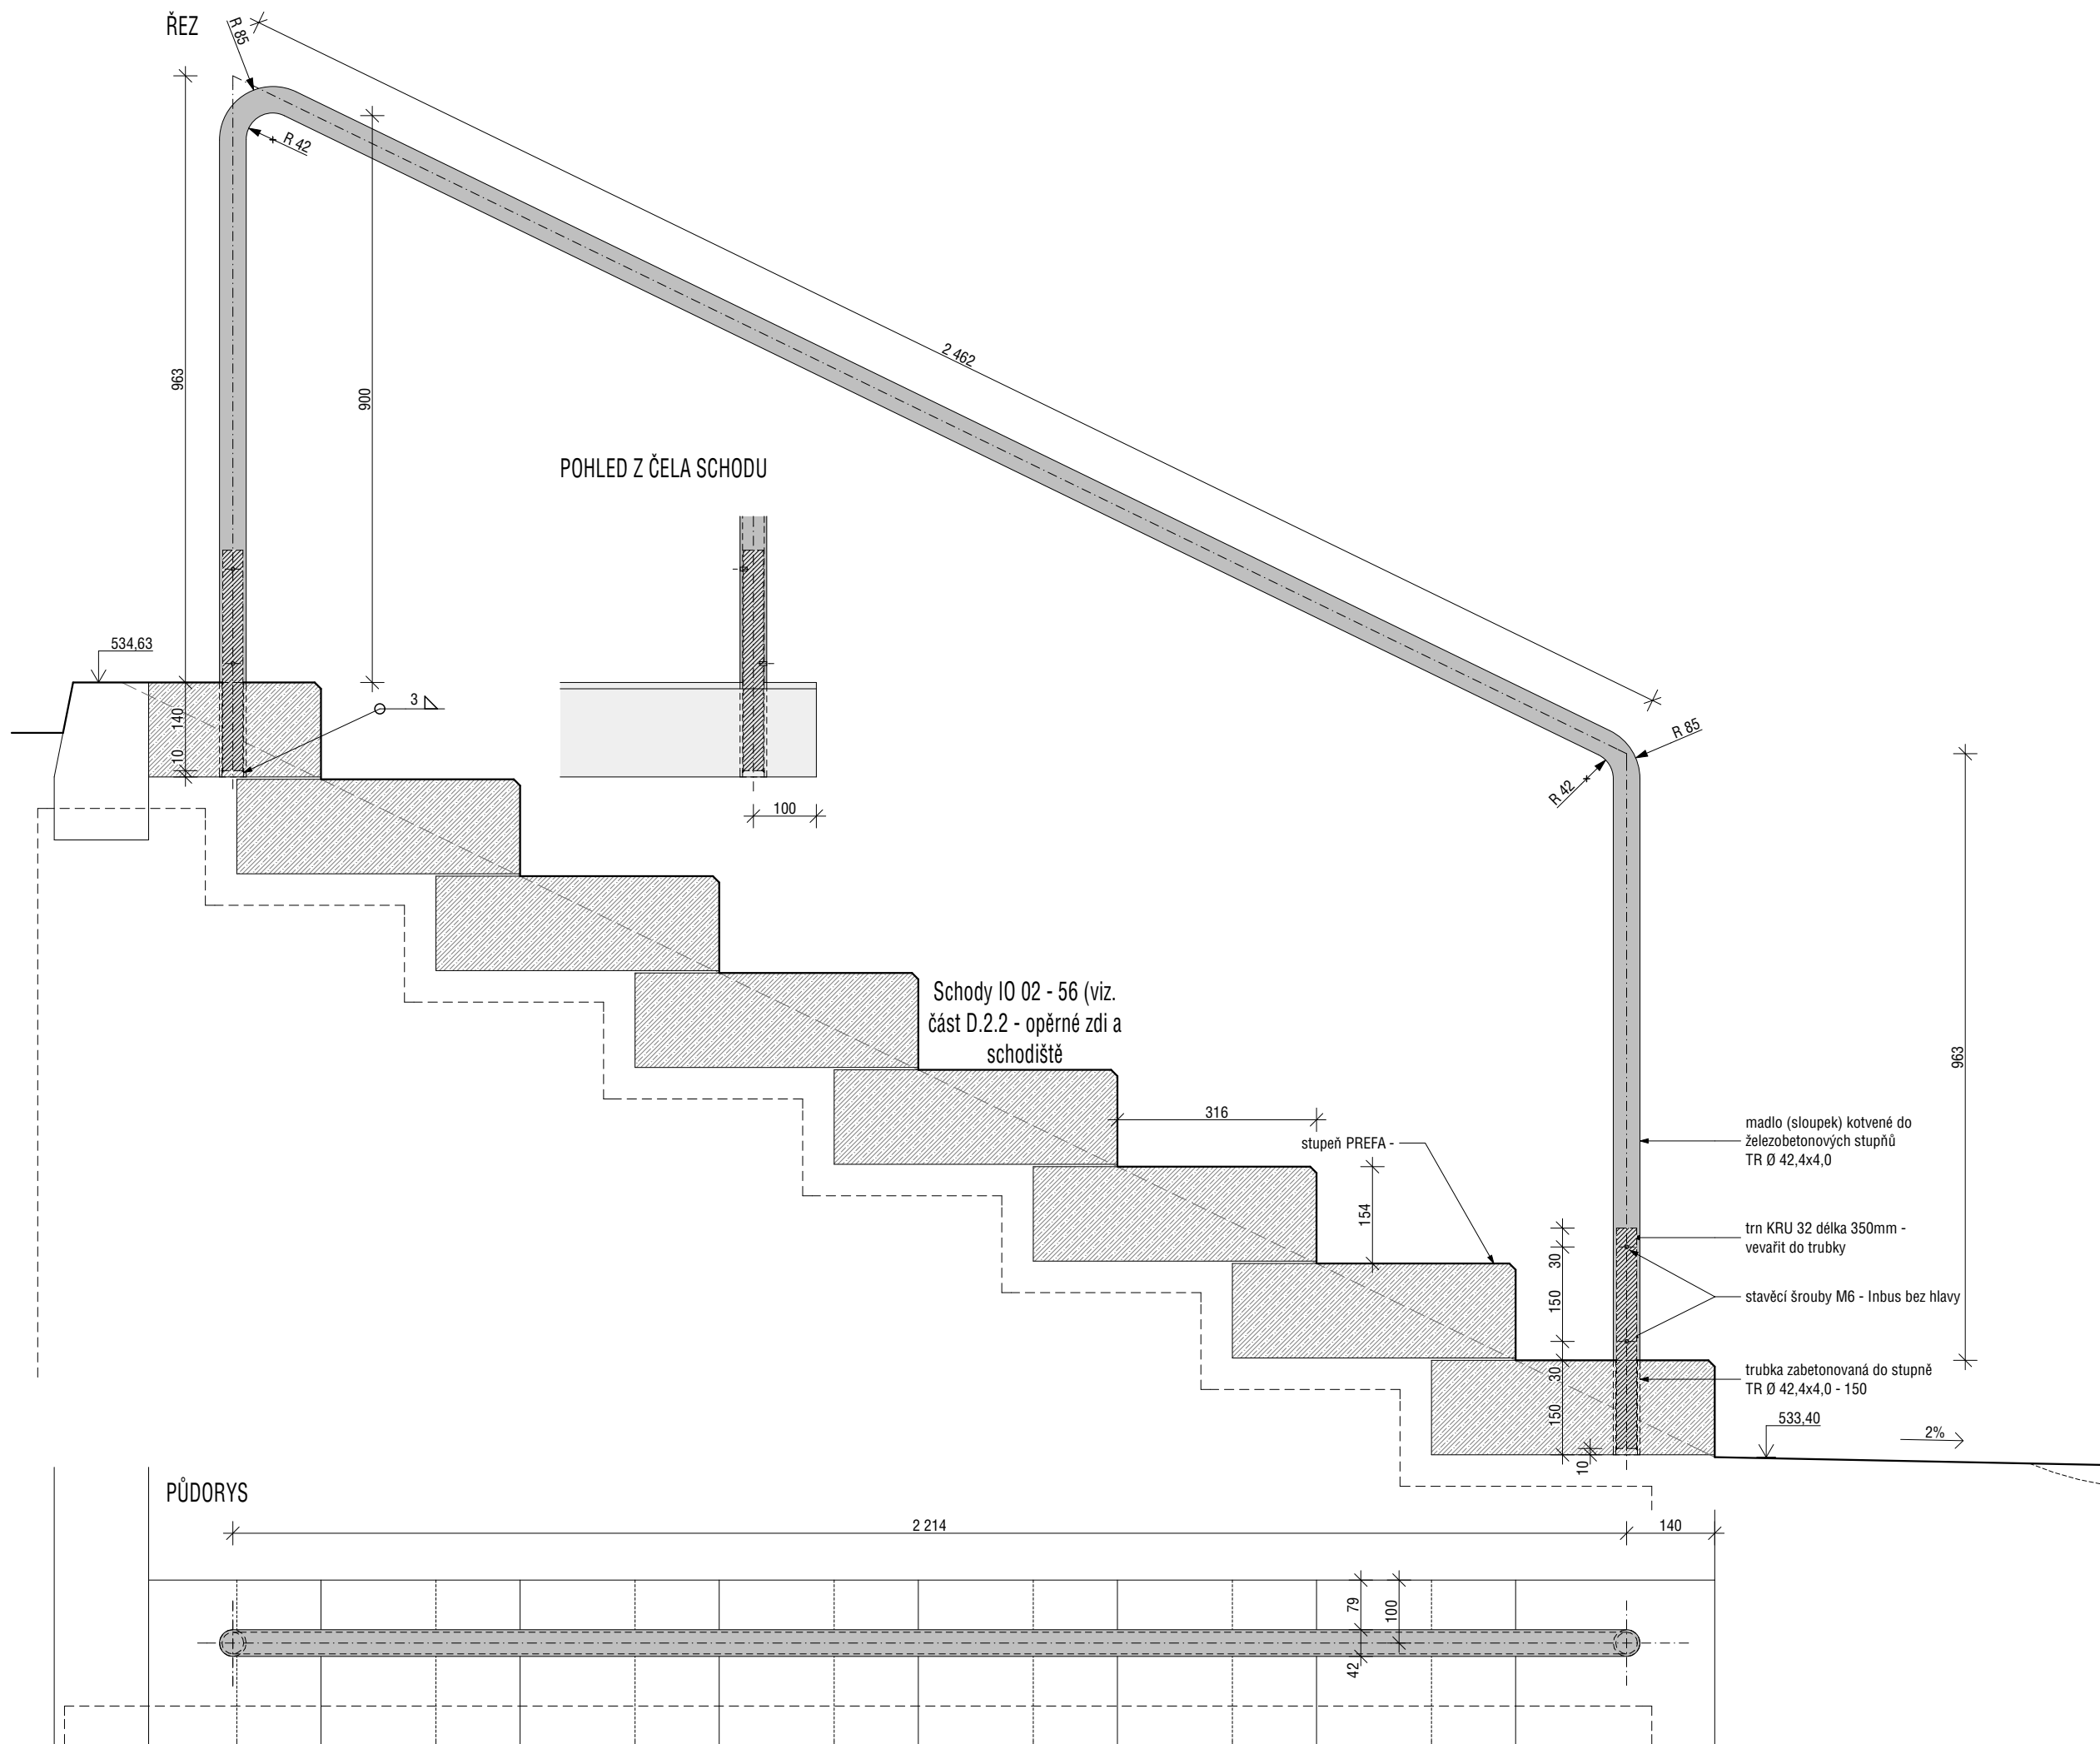 ŘEZ
R 85
R 42
963
900
2 462
POHLED Z ČELA SCHODU
534,63
140
10
3
100
R 85
R 42
963
Schody IO 02 - 56 (viz.
část D.2.2 - opěrné zdi a
schodiště
316
stupeň PREFA -
154
madlo (sloupek) kotvené do
železobetonových stupňů
TR Ø 42,4x4,0
trn KRU 32 délka 350mm -
vevařit do trubky
stavěcí šrouby M6 - Inbus bez hlavy
30
150
30
150
10
trubka zabetonovaná do stupně
TR Ø 42,4x4,0 - 150
533,40
2%
PŮDORYS
2 214
140
79
100
42